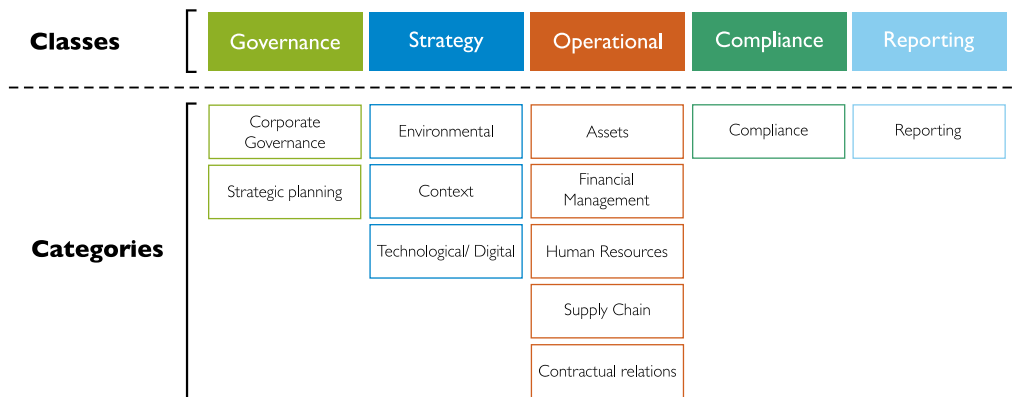 Classes
Governance
Strategy
Operational
Compliance
Reporting
Categories
Corporate
Governance
Strategic planning
Environmental
Context
Technological/ Digital
Assets
Financial
Management
Human Resources
Supply Chain
Contractual relations
Compliance
Reporting